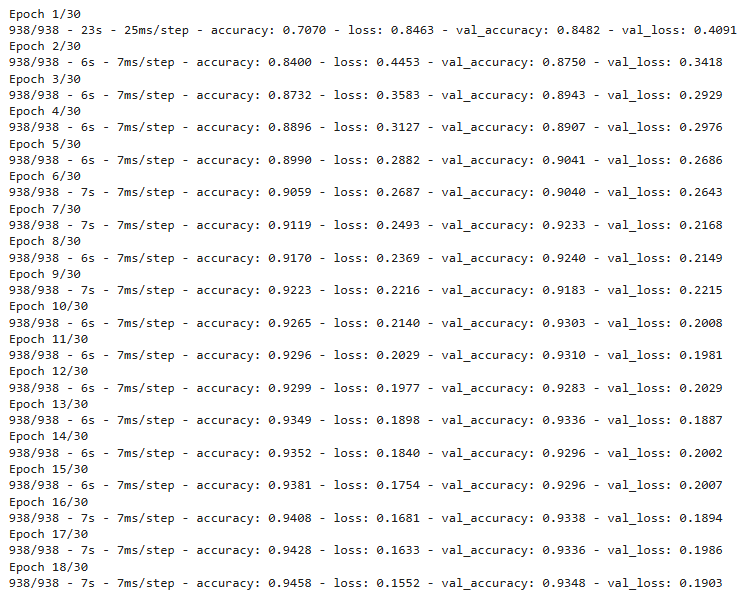 Epoch 1/30
938/938 - 23s - 25ms/step - accuracy: 0.7070 - loss: 0.8463 - val_accuracy: 0.8482 - val_loss: 0.4091
Epoch 2/30
938/938 - 6s - 7ms/step - accuracy: 0.8400 - loss: 0.4453 - val_accuracy: 0.8750 - val_loss: 0.3418
Epoch 3/30
938/938 - 6s - 7ms/step - accuracy: 0.8732 - loss: 0.3583 - val_accuracy: 0.8943 - val_loss: 0.2929
Epoch 4/30
938/938 - 6s - 7ms/step - accuracy: 0.8896 - loss: 0.3127 - val_accuracy: 0.8907 - val_loss: 0.2976
Epoch 5/30
938/938 - 6s - 7ms/step - accuracy: 0.8990 - loss: 0.2882 - val_accuracy: 0.9041 - val_loss: 0.2686
Epoch 6/30
938/938 - 7s - 7ms/step - accuracy: 0.9059 - loss: 0.2687 - val_accuracy: 0.9040 - val_loss: 0.2643
Epoch 7/30
938/938 - 7s - 7ms/step - accuracy: 0.9119 - loss: 0.2493 - val_accuracy: 0.9233 - val_loss: 0.2168
Epoch 8/30
938/938 - 6s - 7ms/step - accuracy: 0.9170 - loss: 0.2369 - val_accuracy: 0.9240 - val_loss: 0.2149
Epoch 9/30
938/938 - 7s - 7ms/step - accuracy: 0.9223 - loss: 0.2216 - val_accuracy: 0.9183 - val_loss: 0.2215
Epoch 10/30
938/938 - 6s - 7ms/step - accuracy: 0.9265 - loss: 0.2140 - val_accuracy: 0.9303 - val_loss: 0.2008
Epoch 11/30
938/938 - 6s - 7ms/step - accuracy: 0.9296 - loss: 0.2029 - val_accuracy: 0.9310 - val_loss: 0.1981
Epoch 12/30
938/938 - 6s - 7ms/step - accuracy: 0.9299 - loss: 0.1977 - val_accuracy: 0.9283 - val_loss: 0.2029
Epoch 13/30
938/938 - 6s - 7ms/step - accuracy: 0.9349 - loss: 0.1898 - val_accuracy: 0.9336 - val_loss: 0.1887
Epoch 14/30
938/938 - 6s - 7ms/step - accuracy: 0.9352 - loss: 0.1840 - val_accuracy: 0.9296 - val_loss: 0.2002
Epoch 15/30
938/938 - 6s - 7ms/step - accuracy: 0.9381 - loss: 0.1754 - val_accuracy: 0.9296 - val_loss: 0.2007
Epoch 16/30
938/938 - 7s - 7ms/step - accuracy: 0.9408 - loss: 0.1681 - val_accuracy: 0.9338 - val_loss: 0.1894
Epoch 17/30
938/938 - 7s - 7ms/step - accuracy: 0.9428 - loss: 0.1633 - val_accuracy: 0.9336 - val_loss: 0.1986
Epoch 18/30
938/938 - 7s - 7ms/step - accuracy: 0.9458 - loss: 0.1552 - val_accuracy: 0.9348 - val_loss: 0.1903